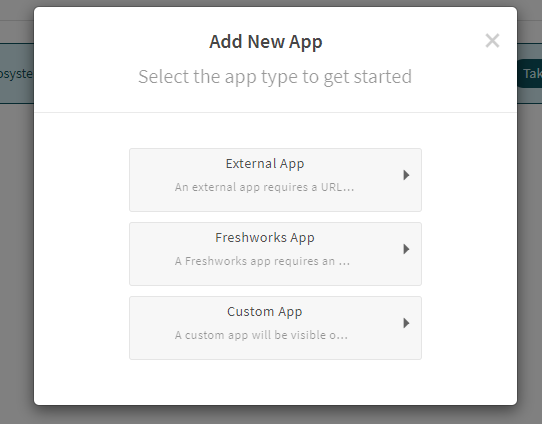 Add New App
Select the app type to get started
External App
An external app requires a URL...
Freshworks App
A Freshworks app requires an ...
Custom App
A custom app will be visible o...
Tak